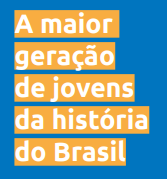 A maior
geração
de jovens
da história
do Brasil